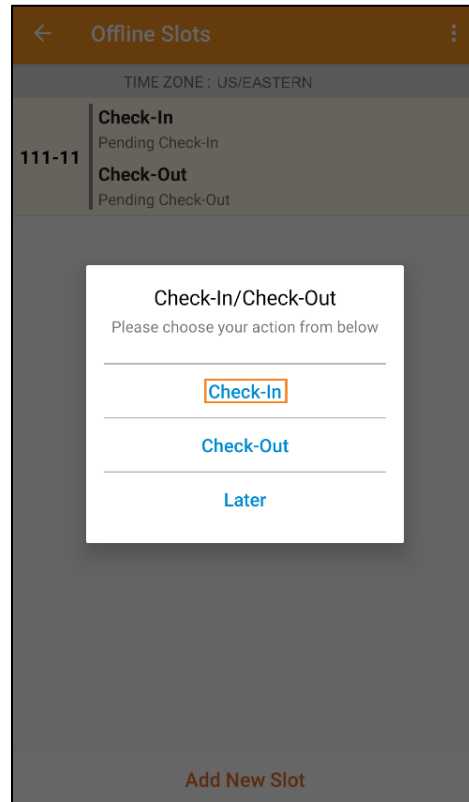 Offline Slots
TIME ZONE : US/EASTERN
111-11
Check-In
Pending Check-In
Check-Out
Pending Check-Out
Check-In/Check-Out
Please choose your action from below
Check-In
Check-Out
Later
Add New Slot